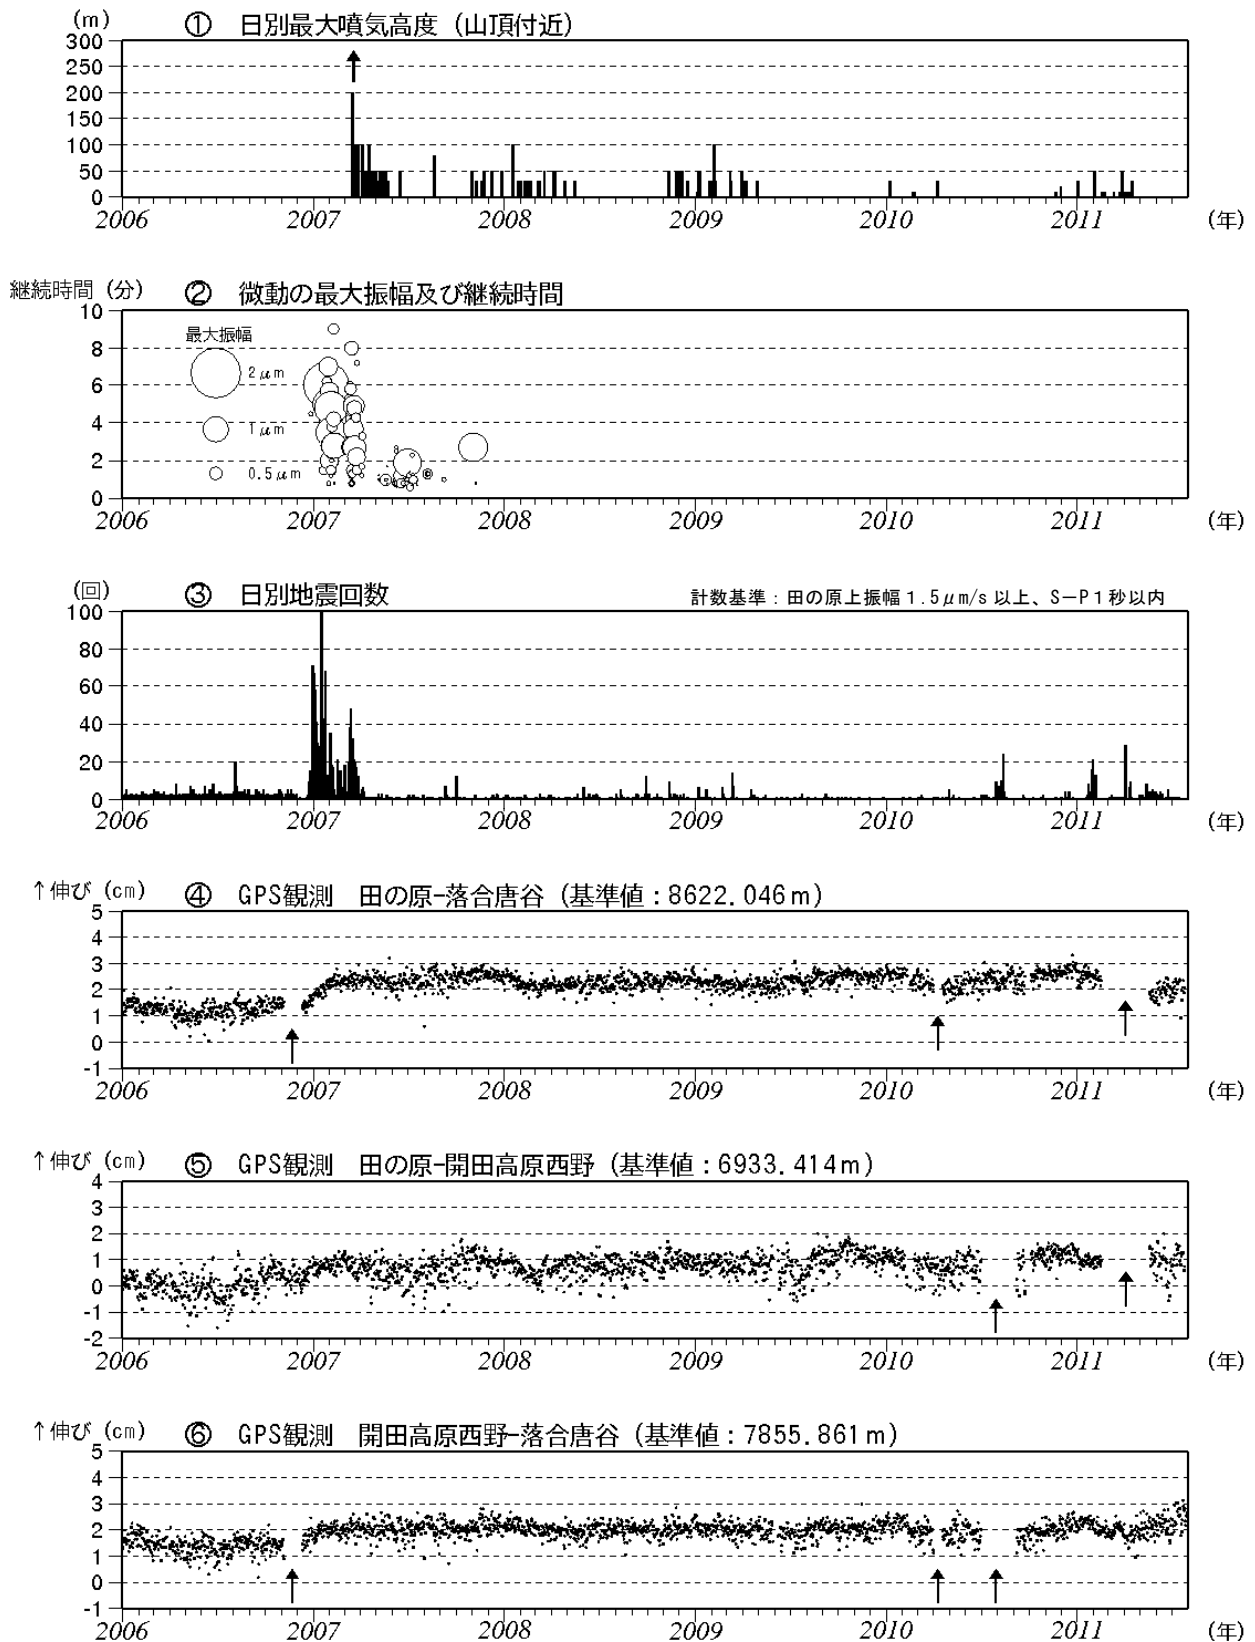 (m) ① 日別最大噴気高度（山頂付近）
300
250
200
150
100
50
0
2006 2007 2008 2009 2010 2011 (年)
継続時間（分） ② 微動の最大振幅及び継続時間
10
最大振幅
8
2μm
6
4
1μm
2
0.5μm
0
2006 2007 2008 2009 2010 2011 (年)
(回) ③ 日別地震回数 計数基準：田の原上振幅1.5μm/s以上、S−P1秒以内
100
80
60
40
20
0
2006 2007 2008 2009 2010 2011 (年)
↑伸び（cm） ④ GPS観測 田の原−落合唐谷（基準値：8622.046m）
5
4
3
2
1
0
-1
2006 2007 2008 2009 2010 2011 (年)
↑伸び（cm） ⑤ GPS観測 田の原−開田高原西野（基準値：6933.414m）
4
3
2
1
0
-1
-2
2006 2007 2008 2009 2010 2011 (年)
↑伸び（cm） ⑥ GPS観測 開田高原西野−落合唐谷（基準値：7855.861m）
5
4
3
2
1
0
-1
2006 2007 2008 2009 2010 2011 (年)